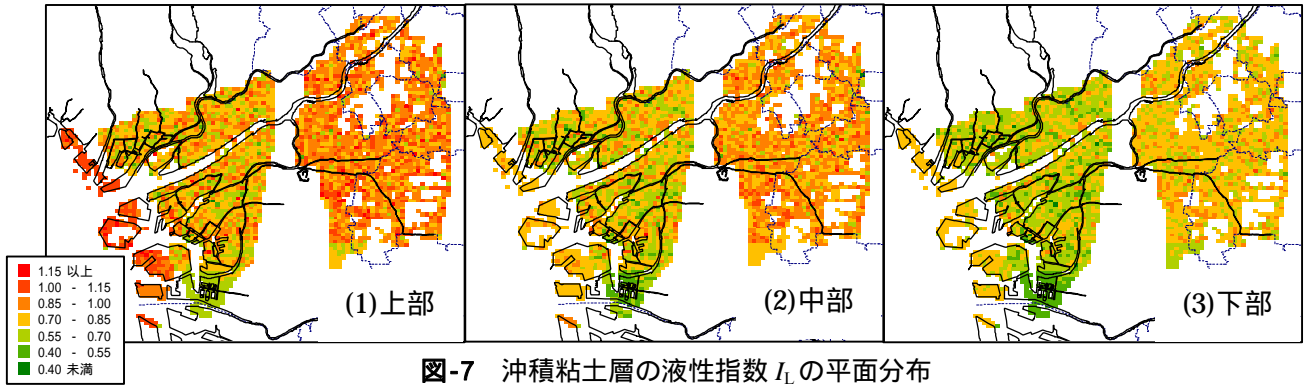 (1)上部
(2)中部
(3)下部
1.15 以上
1.00 - 1.15
0.85 - 1.00
0.70 - 0.85
0.55 - 0.70
0.40 - 0.55
0.40 未満
図-7 沖積粘土層の液性指数 IL の平面分布